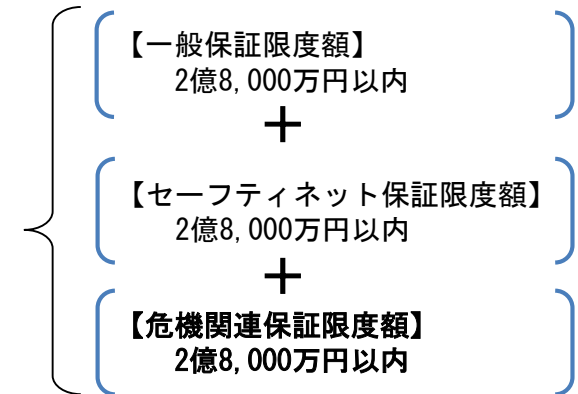 【一般保証限度額】
2億8,000万円以内
＋
【セーフティネット保証限度額】
2億8,000万円以内
＋
【危機関連保証限度額】
2億8,000万円以内